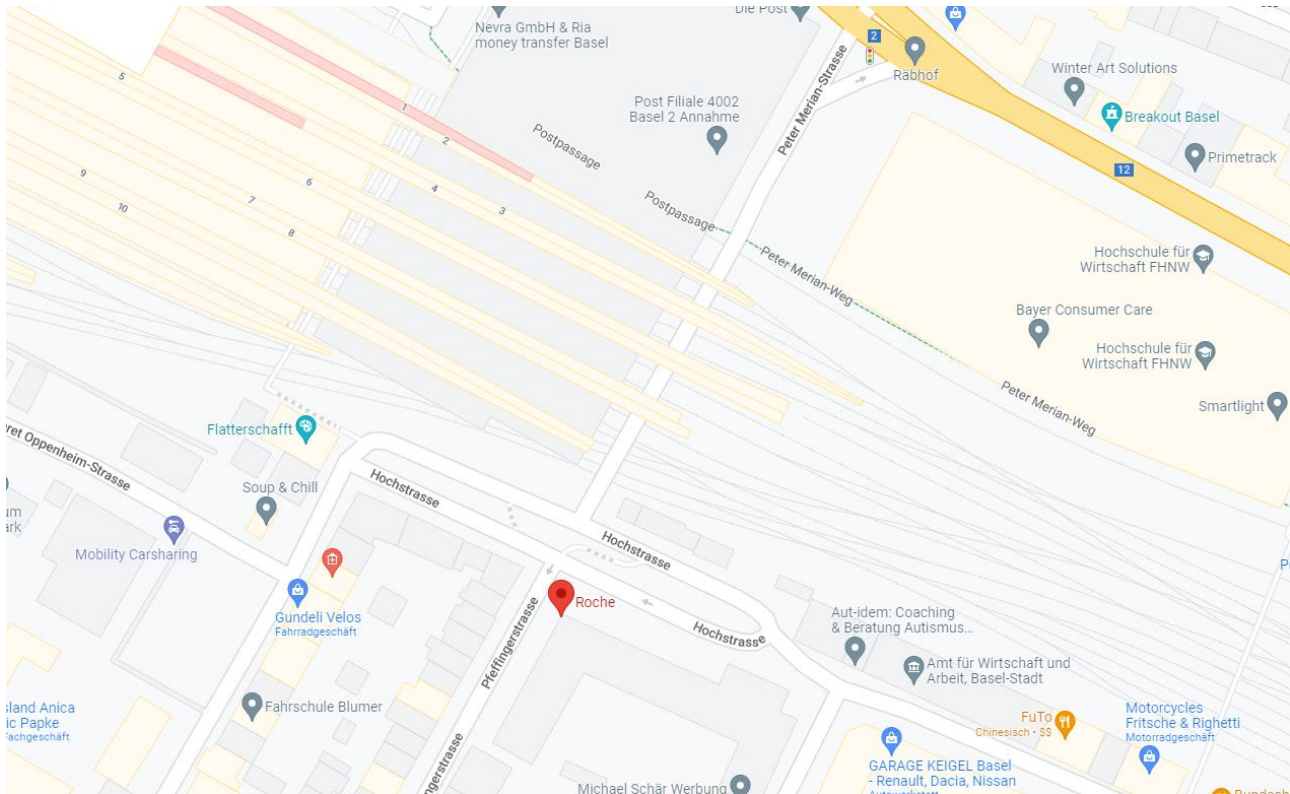 Die Post
Nevra GmbH & Ria
money transfer Basel
2
Räbhof
Winter Art Solutions
Breakout Basel
Primetrack
Post Filiale 4002
Basel 2 Annahme
Peter Merian-Strasse
12
5
1
2
Postpassage
9
6
4
7
3
10
8
Postpassage
Peter Merian-Weg
Hochschule für
Wirtschaft FHNW
Bayer Consumer Care
Hochschule für
Wirtschaft FHNW
Smartlight
Peter Merian-Weg
Flatterschafft
Oppenheim-Strasse
Hochstrasse
Soup & Chill
Mobility Carsharing
Hochstrasse
Gundeli Velos
Fahrradgeschäft
Roche
Pfeffingerstrasse
Hochstrasse
Aut-idem: Coaching
& Beratung Autismus...
Amt für Wirtschaft und
Arbeit, Basel-Stadt
Fahrschule Blumer
FuTo
Chinesisch • $$
Motorcycles
Fritsche & Righetti
Motorradgeschäft
Anica
Papke
GARAGE KEIGEL Basel
- Renault, Dacia, Nissan
Michael Schär Werbung